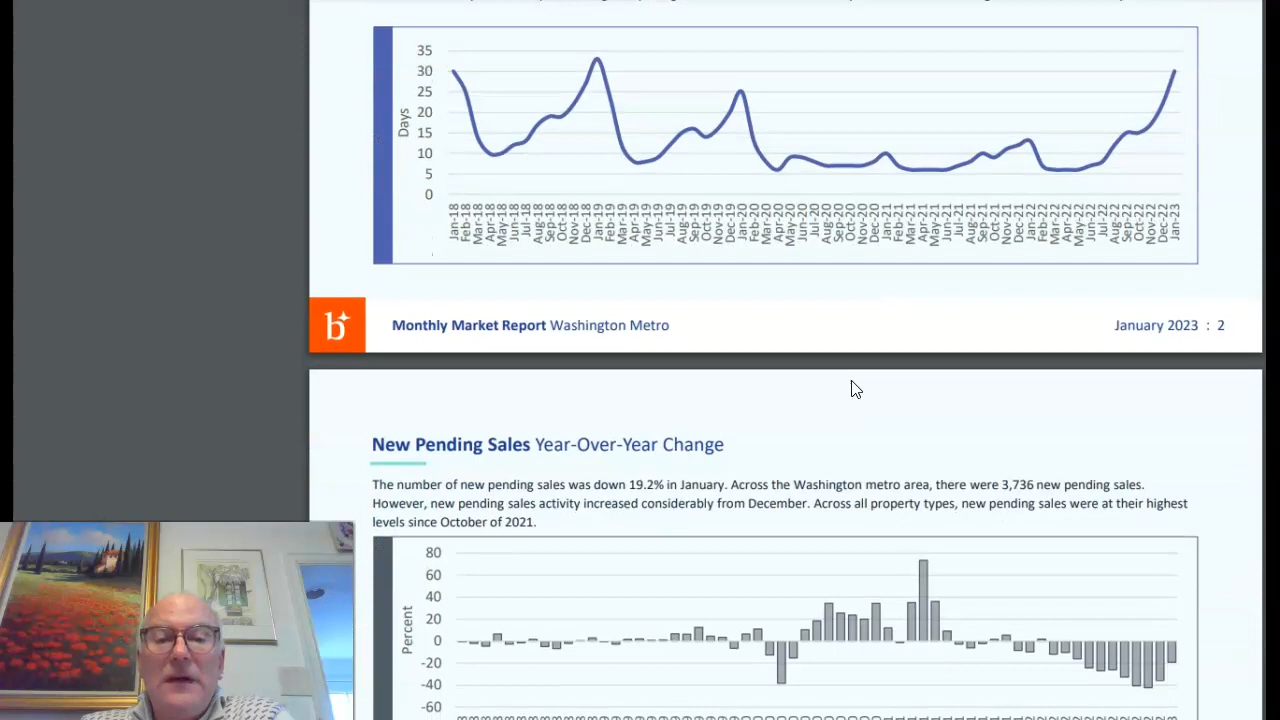 35
30
25
20
15
10
5
0
Days
Jan-18
Feb-18
Mar-18
Apr-18
May-18
Jun-18
Jul-18
Aug-18
Sep-18
Oct-18
Nov-18
Dec-18
Jan-19
Feb-19
Mar-19
Apr-19
May-19
Jun-19
Jul-19
Aug-19
Sep-19
Oct-19
Nov-19
Dec-19
Jan-20
Feb-20
Mar-20
Apr-20
May-20
Jun-20
Jul-20
Aug-20
Sep-20
Oct-20
Nov-20
Dec-20
Jan-21
Feb-21
Mar-21
Apr-21
May-21
Jun-21
Jul-21
Aug-21
Sep-21
Oct-21
Nov-21
Dec-21
Jan-22
Feb-22
Mar-22
Apr-22
May-22
Jun-22
Jul-22
Aug-22
Sep-22
Oct-22
Nov-22
Dec-22
Jan-23
b
Monthly Market Report Washington Metro
January 2023 : 2
New Pending Sales Year-Over-Year Change
The number of new pending sales was down 19.2% in January. Across the Washington metro area, there were 3,736 new pending sales.
However, new pending sales activity increased considerably from December. Across all property types, new pending sales were at their highest
levels since October of 2021.
80
60
40
20
0
-20
-40
-60
Percent